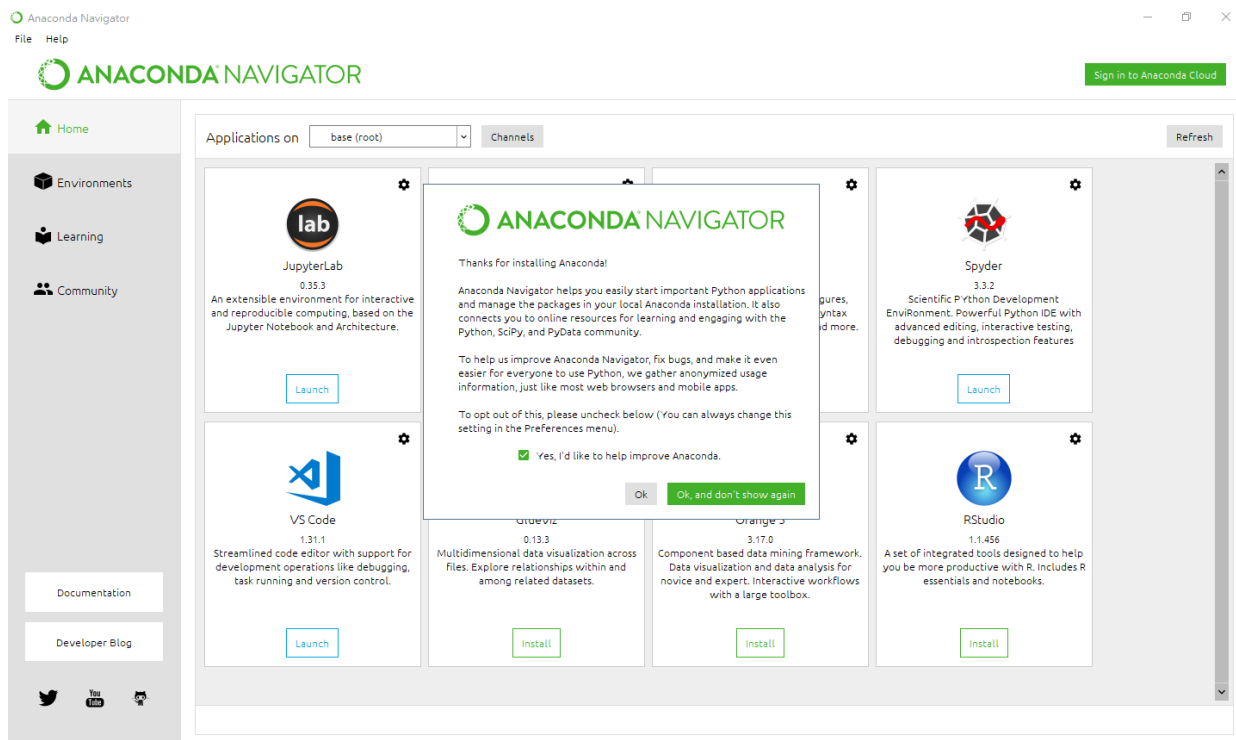 Anaconda Navigator
File Help
ANACONDA NAVIGATOR
Sign in to Anaconda Cloud
Home
Environments
Learning
Community
Documentation
Developer Blog
You
Tube
Applications on base (root) Channels Refresh
lab
JupyterLab
0.35.3
An extensible environment for interactive
and reproducible computing, based on the
Jupyter Notebook and Architecture.
Launch
ANACONDA NAVIGATOR
Thanks for installing Anaconda!
Anaconda Navigator helps you easily start important Python applications
and manage the packages in your local Anaconda installation. It also
connects you to online resources for learning and engaging with the
Python, SciPy, and PyData community.
To help us improve Anaconda Navigator, fix bugs, and make it even
easier for everyone to use Python, we gather anonymized usage
information, just like most web browsers and mobile apps.
To opt out of this, please uncheck below (You can always change this
setting in the Preferences menu).
Yes, I'd like to help improve Anaconda.
Ok Ok, and don't show again
more.
Spyder
3.3.2
Scientific PYthon Development
EnviRonment. Powerful Python IDE with
advanced editing, interactive testing,
debugging and introspection features
Launch
VS Code
1.31.1
Streamlined code editor with support for
development operations like debugging,
task running and version control.
Launch
Glueviz
0.13.3
Multidimensional data visualization across
files. Explore relationships within and
among related datasets.
Install
Orange 3
3.17.0
Component based data mining framework.
Data visualization and data analysis for
novice and expert. Interactive workflows
with a large toolbox.
Install
R
RStudio
1.1.456
A set of integrated tools designed to help
you be more productive with R. Includes R
essentials and notebooks.
Install